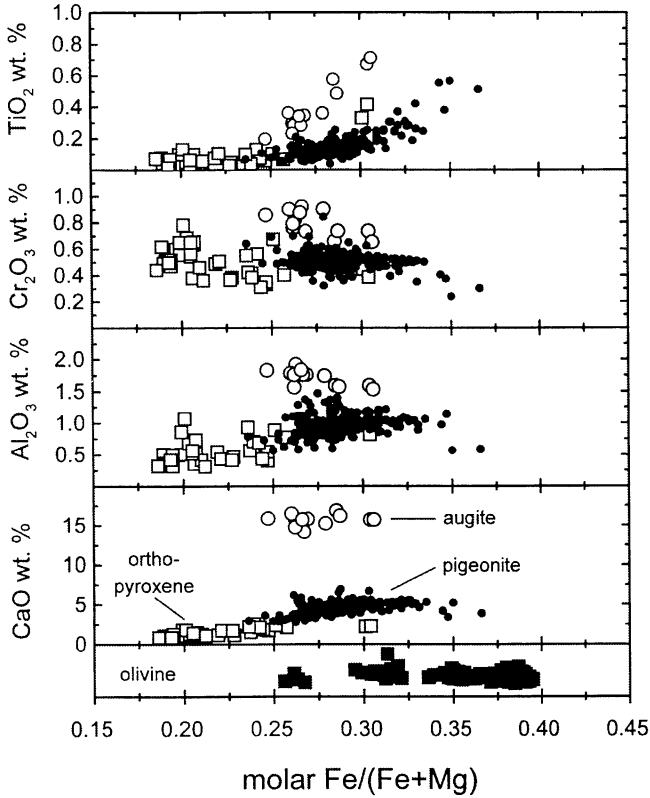 TiO2 wt. %
1.0
0.8
0.6
0.4
0.2
Cr2O3 wt. %
1.0
0.8
0.6
0.4
0.2
Al2O3 wt. %
2.0
1.5
1.0
0.5
CaO wt. %
15
10
5
0
augite
pigeonite
ortho-
pyroxene
olivine
0.15 0.20 0.25 0.30 0.35 0.40 0.45
molar Fe/(Fe+Mg)